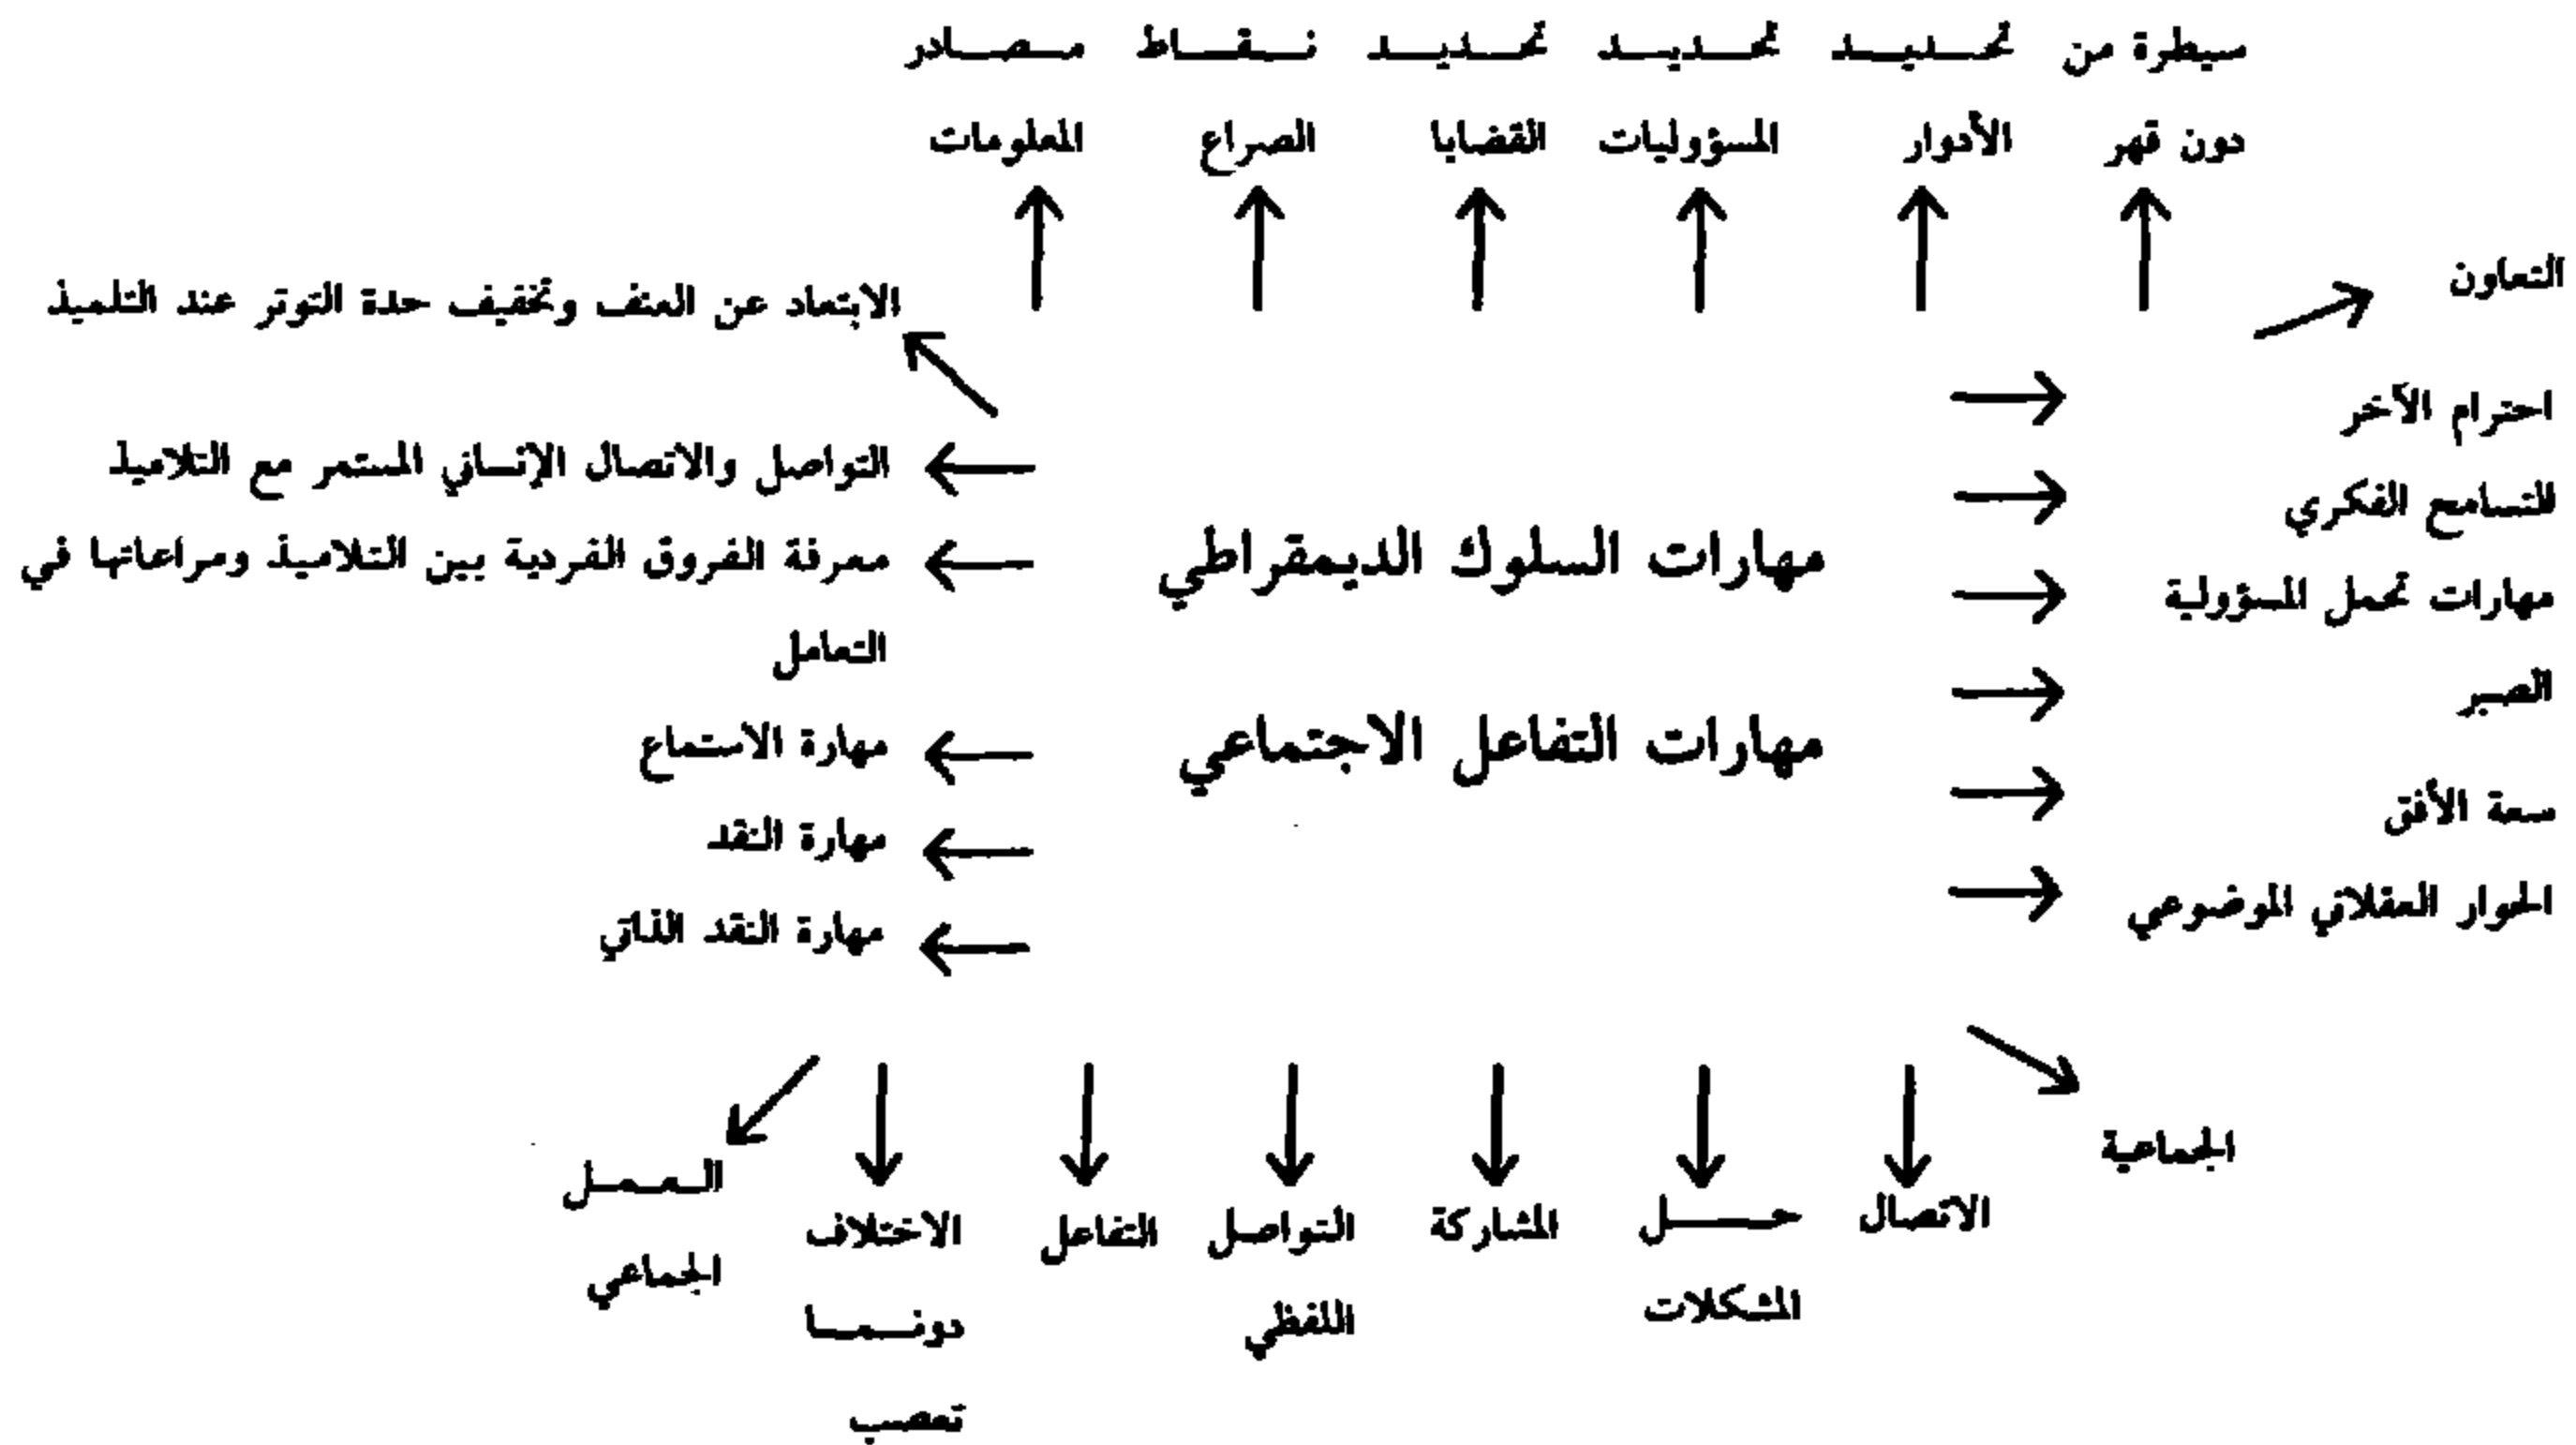 سيطرة من تحديد تحديد تحديد نقاط مصادر
دون قهر الأدوار المسؤوليات القضايا الصراع المعلومات
التعاون
الابتعاد عن العنف وتخفيف حدة التوتر عند التلميذ
احترام الآخر
التواصل والاتصال الإنساني المستمر مع التلاميذ
للتسامح الفكري
مهارات السلوك الديمقراطي
معرفة الفروق الفردية بين التلاميذ ومراعاتها في
مهارات تحمل المسؤولية
التعامل
الصبر
مهارات التفاعل الاجتماعي
مهارة الاستماع
سعة الأفق
مهارة النقد
الحوار العقلاني الموضوعي
مهارة النقد الذاتي
الجماعية
العمل
الاتصال حل المشكلات المشاركة التواصل التفاعل الاختلاف
الجماعي
اللفظي دونما
تعصب